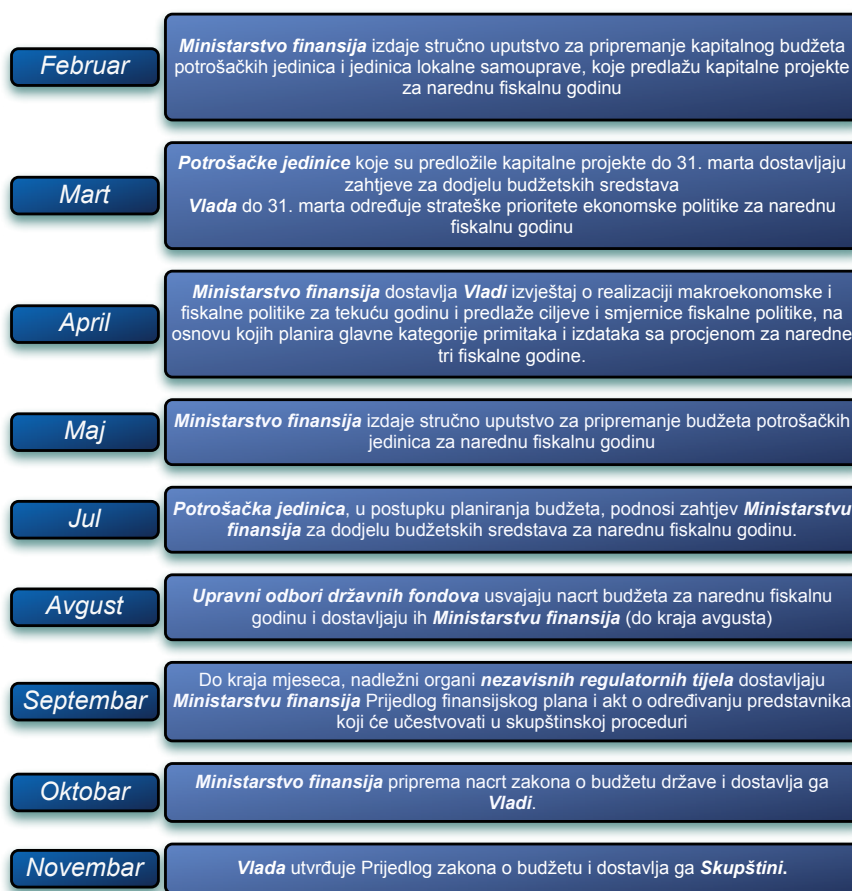 Februar
Ministarstvo finansija izdaje stručno uputstvo za pripremanje kapitalnog budžeta
potrošačkih jedinica i jedinica lokalne samouprave, koje predlažu kapitalne projekte
za narednu fiskalnu godinu
Mart
Potrošačke jedinice koje su predložile kapitalne projekte do 31. marta dostavljaju
zahtjeve za dodjelu budžetskih sredstava
Vlada do 31. marta određuje strateške prioritete ekonomske politike za narednu
fiskalnu godinu
April
Ministarstvo finansija dostavlja Vladi izvještaj o realizaciji makroekonomske i
fiskalne politike za tekuću godinu i predlaže ciljeve i smjernice fiskalne politike, na
osnovu kojih planira glavne kategorije primitaka i izdataka sa procjenom za naredne
tri fiskalne godine.
Maj
Ministarstvo finansija izdaje stručno uputstvo za pripremanje budžeta potrošačkih
jedinica za narednu fiskalnu godinu
Jul
Potrošačka jedinica, u postupku planiranja budžeta, podnosi zahtjev Ministarstvu
finansija za dodjelu budžetskih sredstava za narednu fiskalnu godinu.
Avgust
Upravni odbori državnih fondova usvajaju nacrt budžeta za narednu fiskalnu
godinu i dostavljaju ih Ministarstvu finansija (do kraja avgusta)
Septembar
Do kraja mjeseca, nadležni organi nezavisnih regulatornih tijela dostavljaju
Ministarstvu finansija Prijedlog finansijskog plana i akt o određivanju predstavnika
koji će učestvovati u skupštinskoj proceduri
Oktobar
Ministarstvo finansija priprema nacrt zakona o budžetu države i dostavlja ga
Vladi.
Novembar
Vlada utvrđuje Prijedlog zakona o budžetu i dostavlja ga Skupštini.